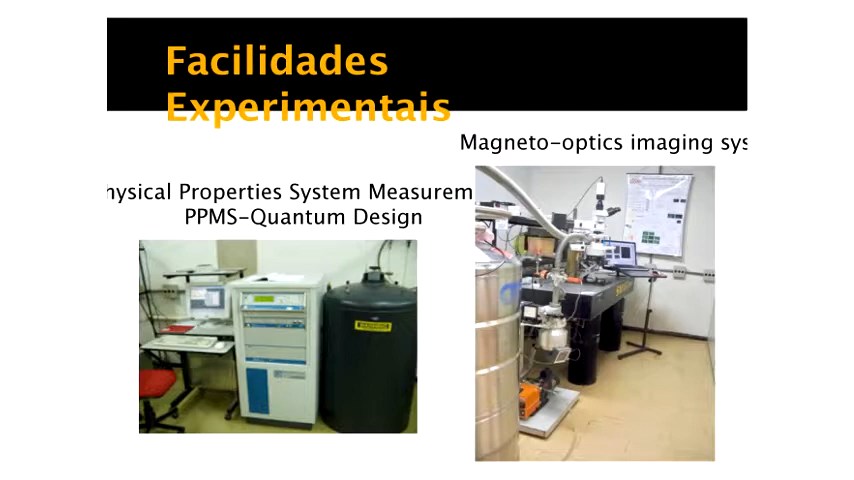 Facilidades
Experimentais
Magneto-optics imaging sys
hysical Properties System Measurem
PPMS-Quantum Design